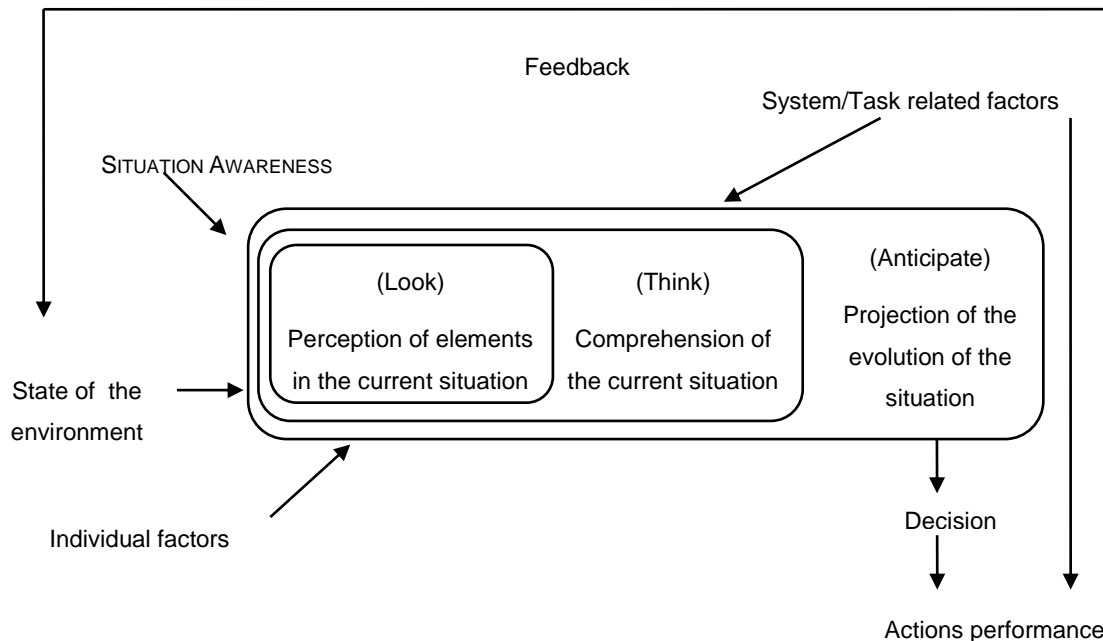 Feedback
System/Task related factors
SITUATION AWARENESS
(Look)
Perception of elements
in the current situation
(Think)
Comprehension of
the current situation
(Anticipate)
Projection of the
evolution of the
situation
State of the
environment
Individual factors
Decision
Actions performance